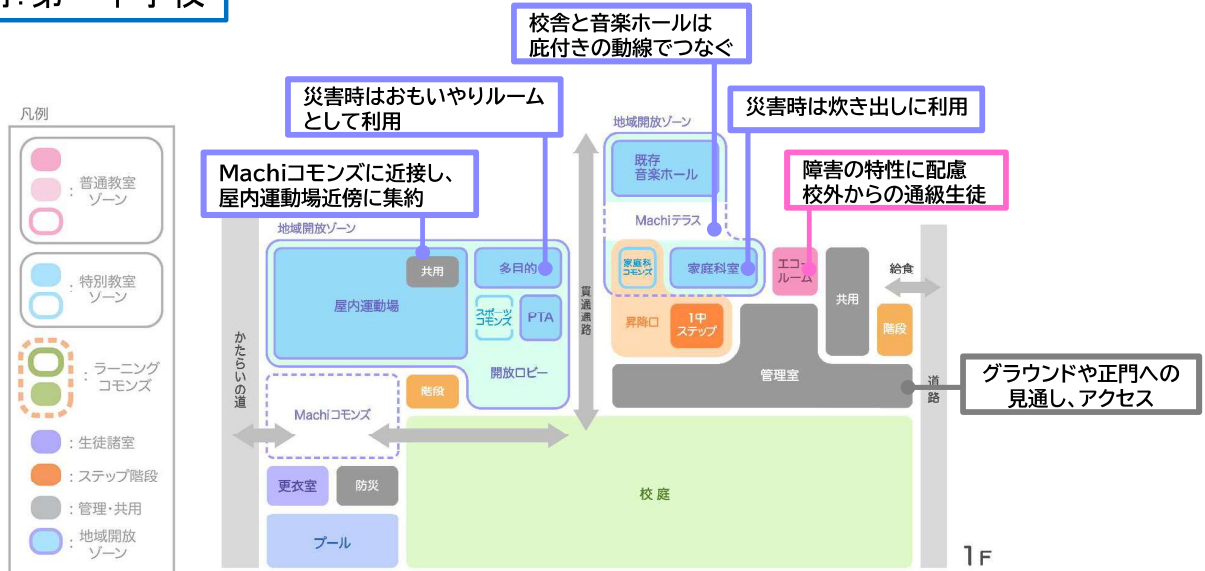 校舎と音楽ホールは
庇付きの動線でつなぐ
災害時はおもいやりルーム
として利用
災害時は炊き出しに利用
Machiコモンズに近接し、
屋内運動場近傍に集約
障害の特性に配慮
校外からの通級生徒
凡例
: 普通教室
ゾーン
: 特別教室
ゾーン
: ラーニング
コモンズ
: 生徒諸室
: ステップ階段
: 管理・共用
: 地域開放
ゾーン
地域開放ゾーン
既存
音楽ホール
Machiテラス
地域開放ゾーン
共用
多目的
屋内運動場
スポーツ
コモンズ
PTA
開放ロビー
階段
かたらいの道
Machiコモンズ
更衣室
防災
プール
貫通通路
家庭科
コモンズ
家庭科室
エコー
ルーム
共用
給食
階段
昇降口
1中
ステップ
管理室
道路
グラウンドや正門への
見通し、アクセス
校庭
1F